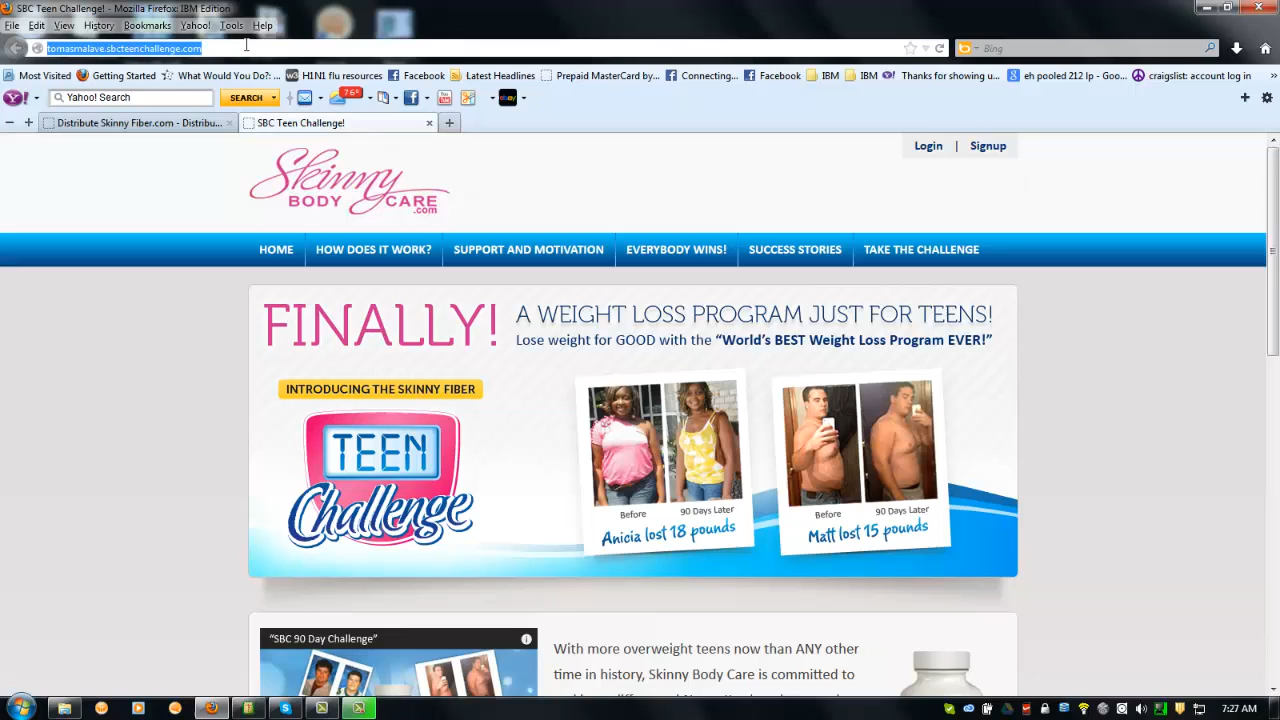 SBC Teen Challenge! - Mozilla Firefox: IBM Edition
File Edit View History Bookmarks Yahoo! Tools Help
tomasmalave.sbcteenchallenge.com
Bing
Most Visited Getting Started What Would You Do?: ... H1N1 flu resources Facebook Latest Headlines Prepaid MasterCard by... Connecting... Facebook IBM IBM Thanks for showing u... eh pooled 212 lp - Goo... craigslist: account log in »
Y! Yahoo! Search SEARCH 76° ebay
Distribute Skinny Fiber.com - Distribu... SBC Teen Challenge!
Login | Signup
Skinny
BODY CARE
.com
HOME HOW DOES IT WORK? SUPPORT AND MOTIVATION EVERYBODY WINS! SUCCESS STORIES TAKE THE CHALLENGE
FINALLY! A WEIGHT LOSS PROGRAM JUST FOR TEENS!
Lose weight for GOOD with the “World’s BEST Weight Loss Program EVER!”
INTRODUCING THE SKINNY FIBER
TEEN
Challenge
Before 90 Days Later
Anicia lost 18 pounds
Before 90 Days Later
Matt lost 15 pounds
“SBC 90 Day Challenge”
With more overweight teens now than ANY other
time in history, Skinny Body Care is committed to
7:27 AM